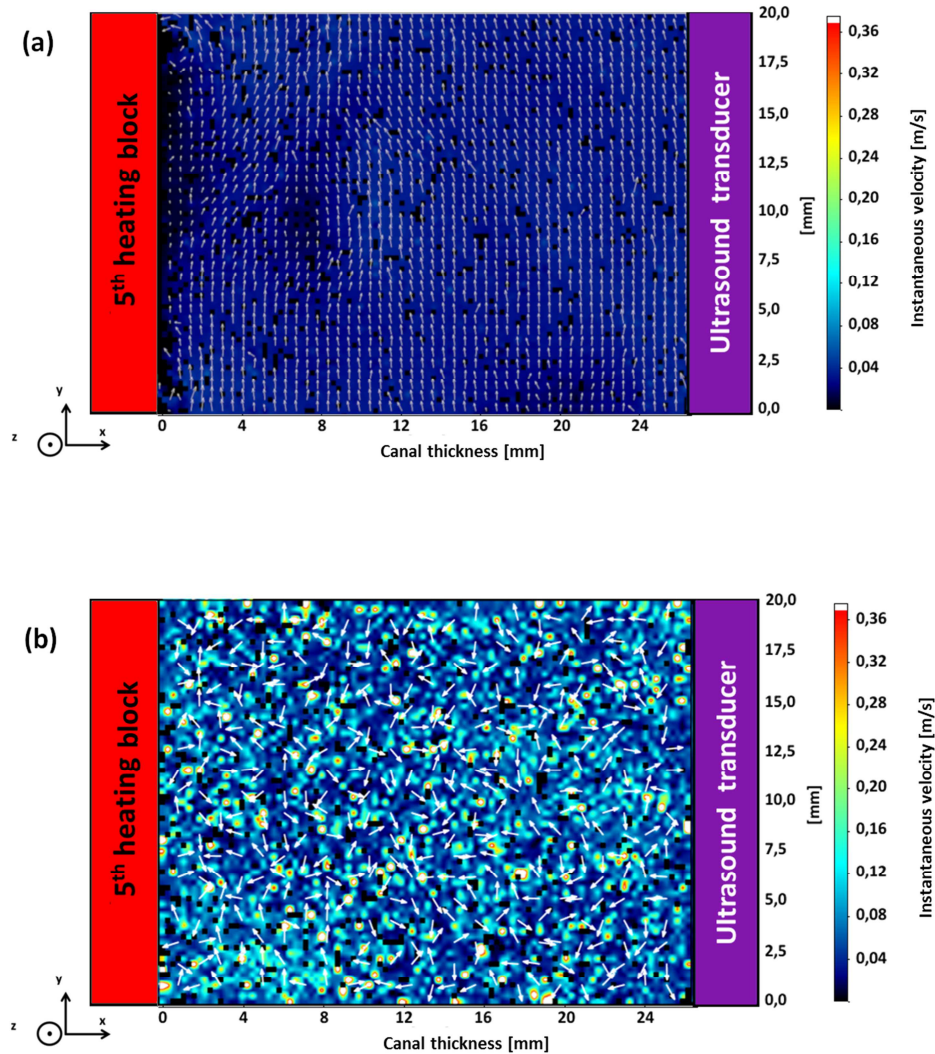 (a)
5th heating block
Ultrasound transducer
20,0
17,5
15,0
12,5
10,0
7,5
5,0
2,5
0,0
[mm]
0,36
0,32
0,28
0,24
0,20
0,16
0,12
0,08
0,04
Instantaneous velocity [m/s]
y
z
x
0 4 8 12 16 20 24
Canal thickness [mm]
(b)
5th heating block
Ultrasound transducer
20,0
17,5
15,0
12,5
10,0
7,5
5,0
2,5
0,0
[mm]
0,36
0,32
0,28
0,24
0,20
0,16
0,12
0,08
0,04
Instantaneous velocity [m/s]
y
z
x
0 4 8 12 16 20 24
Canal thickness [mm]